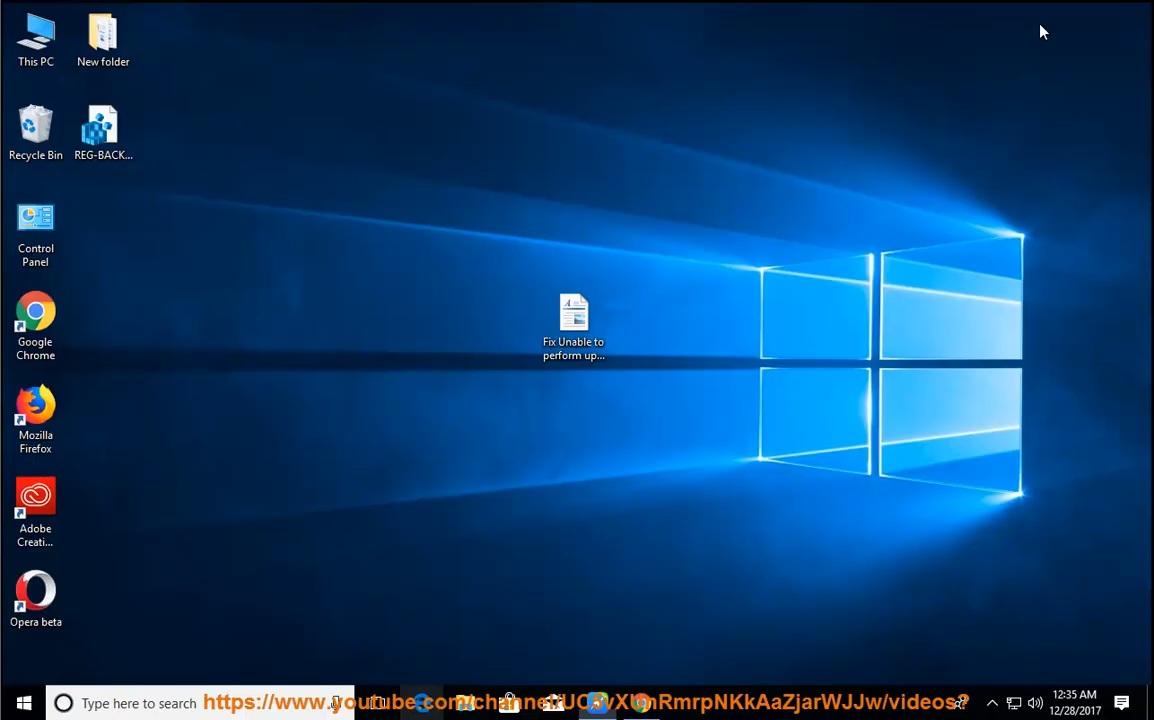 This PC
New folder
Recycle Bin
REG-BACK...
Control
Panel
Google
Chrome
Fix Unable to
perform up...
Mozilla
Firefox
Adobe
Creati...
Opera beta
Type here to search
12:35 AM
12/28/2017